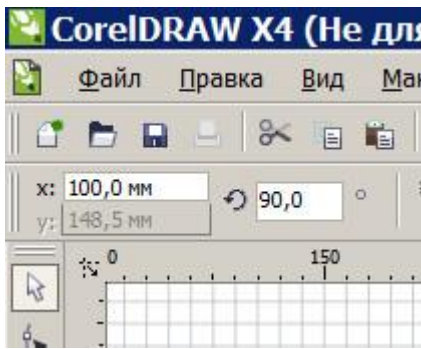 CorelDRAW X4 (Не для
Файл Правка Вид
x: 100,0 мм
90,0 °
y: 148,5 мм
0 150